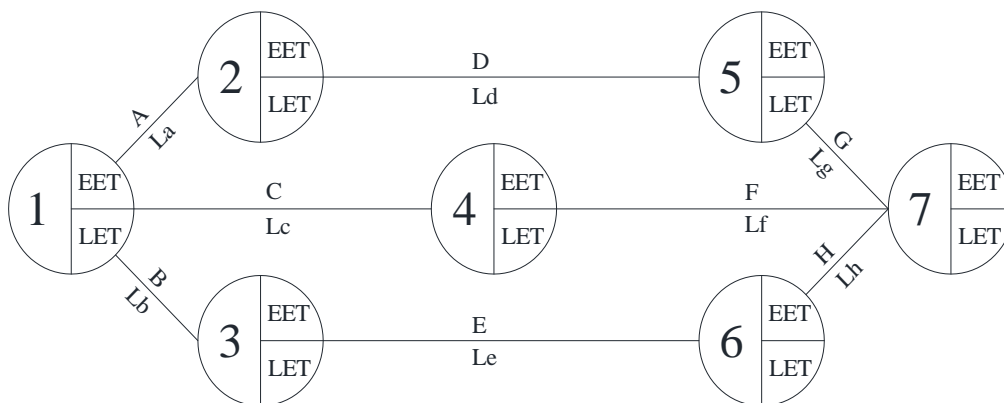 2 EET LET
D
Ld
5 EET LET
A
La
G
Lg
1 EET LET
C
Lc
4 EET LET
F
Lf
7 EET LET
B
Lb
H
Lh
3 EET LET
E
Le
6 EET LET